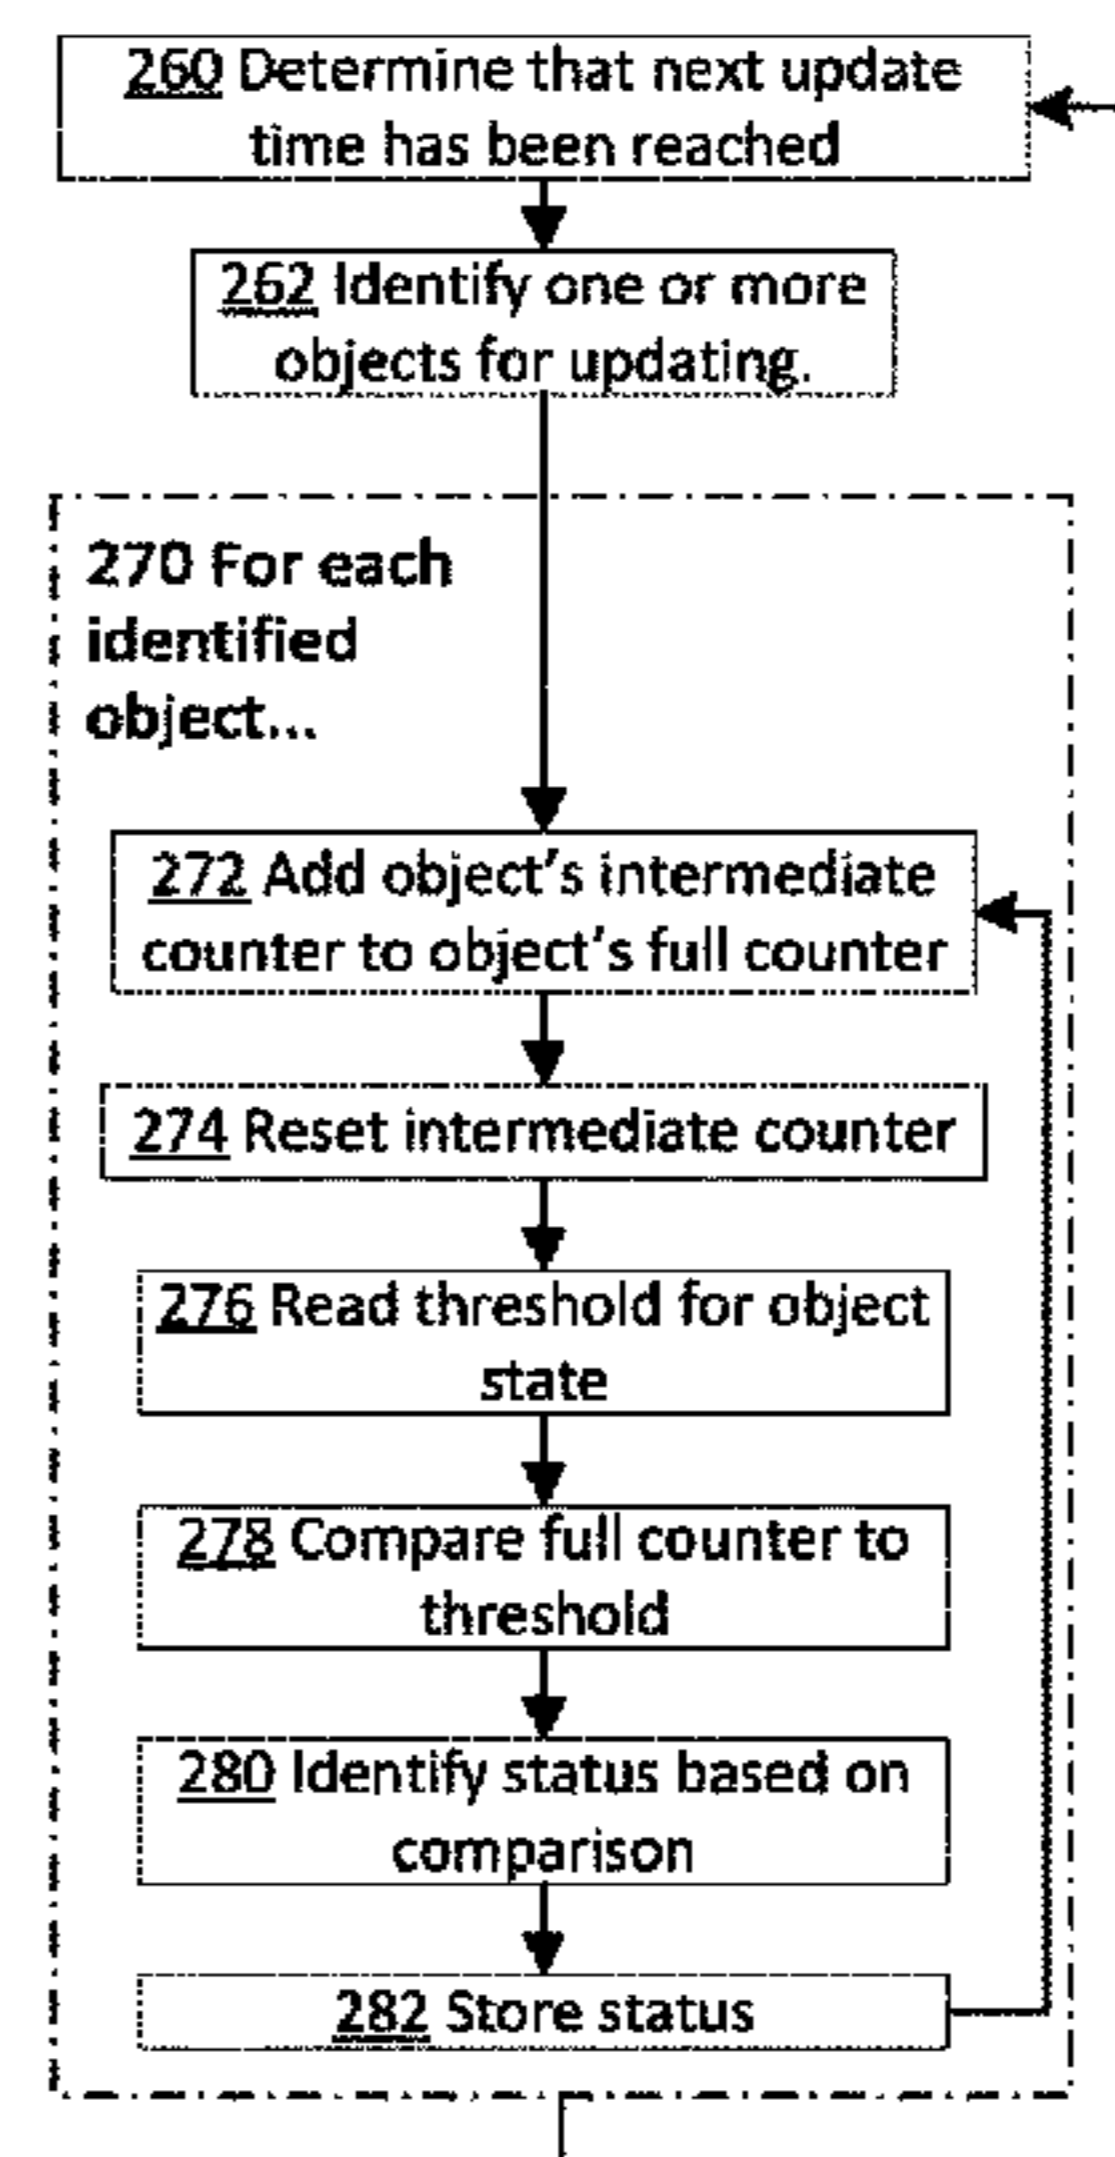 260 Determine that next update
time has been reached
262 Identify one or more
objects for updating.
270 For each
identified
object...
272 Add object's intermediate
counter to object's full counter
274 Reset intermediate counter
276 Read threshold for object
state
278 Compare full counter to
threshold
280 Identify status based on
comparison
282 Store status